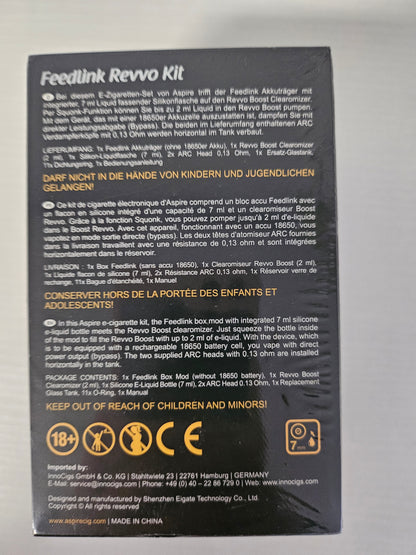 Feedlink Revvo Kit
Bei diesem E-Zigaretten-Set von Aspire trifft der Feedlink Akkuträger mit
integrierter, 7 ml Liquid fassender Silikonflasche auf den Revvo Boost Clearomizer.
Per Squonk-Funktion können Sie bis zu 2 ml Liquid in den Revvo Boost pumpen.
Mit dem Gerät, das mit einer 18650er Akkuzelle auszustatten ist, dampfen Sie mit
direkter Leistungsabgabe (Bypass). Die beiden im Lieferumfang enthaltenen ARC
Verdampferköpfe mit 0,13 Ohm werden horizontal im Tank verbaut.
LIEFERUMFANG: 1x Feedlink Akkuträger (ohne 18650er Akku), 1x Revvo Boost Clearomizer
(2 ml), 1x Silikon-Liquidflasche (7 ml), 2x ARC Head 0,13 Ohm, 1x Ersatz-Glastank,
11x Dichtungsring, 1x Bedienungsanleitung
DARF NICHT IN DIE HÄNDE VON KINDERN UND JUGENDLICHEN
GELANGEN!
Ce kit de cigarette électronique d'Aspire comprend un bloc accu Feedlink avec
un flacon en silicone intégré d'une capacité de 7 ml et un clearomiseur Boost
Revvo. Grâce à la fonction Squonk, vous pouvez pomper jusqu'à 2 ml d'e-liquide
dans le Boost Revvo. Avec cet appareil, fonctionnant avec un accu 18650, vous
vapotez en mode sortie directe (bypass). Les deux têtes d'atomiseur ARC fournies
dans la livraison travaillent avec une résistance de 0,13 ohm et sont intégrées
horizontalement dans le réservoir.
LIVRAISON : 1x Box Feedlink (sans accu 18650), 1x Clearomiseur Revvo Boost (2 ml),
1x Liquide flacon de silicone (7 ml), 2x Résistance ARC 0,13 ohm, 1x Réservoir verre de
rechange, 11x Bague d'étanchéité, 1x Manuel
CONSERVER HORS DE LA PORTÉE DES ENFANTS ET
ADOLESCENTS!
In this Aspire e-cigarette kit, the Feedlink box mod with integrated 7 ml silicone
e-liquid bottle meets the Revvo Boost clearomizer. Just squeeze the bottle inside
of the mod to fill the Revvo Boost with up to 2 ml of e-liquid. With the device, which
is to be equipped with a rechargeable 18650 battery cell, you vape with direct
power output (bypass). The two supplied ARC heads with 0.13 ohm are installed
horizontally in the tank.
PACKAGE CONTENTS: 1x Feedlink Box Mod (without 18650 battery), 1x Revvo Boost
Clearomizer (2 ml), 1x Silicone E-Liquid Bottle (7 ml), 2x ARC Head 0.13 Ohm, 1x Replacement
Glass Tank, 11x O-Ring, 1x Manual
KEEP OUT OF REACH OF CHILDREN AND MINORS!
18+ CE 7 ml
Imported by:
InnoCigs GmbH & Co. KG | Stahltwiete 23 | 22761 Hamburg | GERMANY
E-Mail: service@innocigs.com | Phone: +49 (0) 40 – 22 86 729 0 | www.innocigs.com
Designed and manufactured by Shenzhen Eigate Technology Co., Ltd.
Copyright © All rights reserved
www.aspirecig.com | MADE IN CHINA